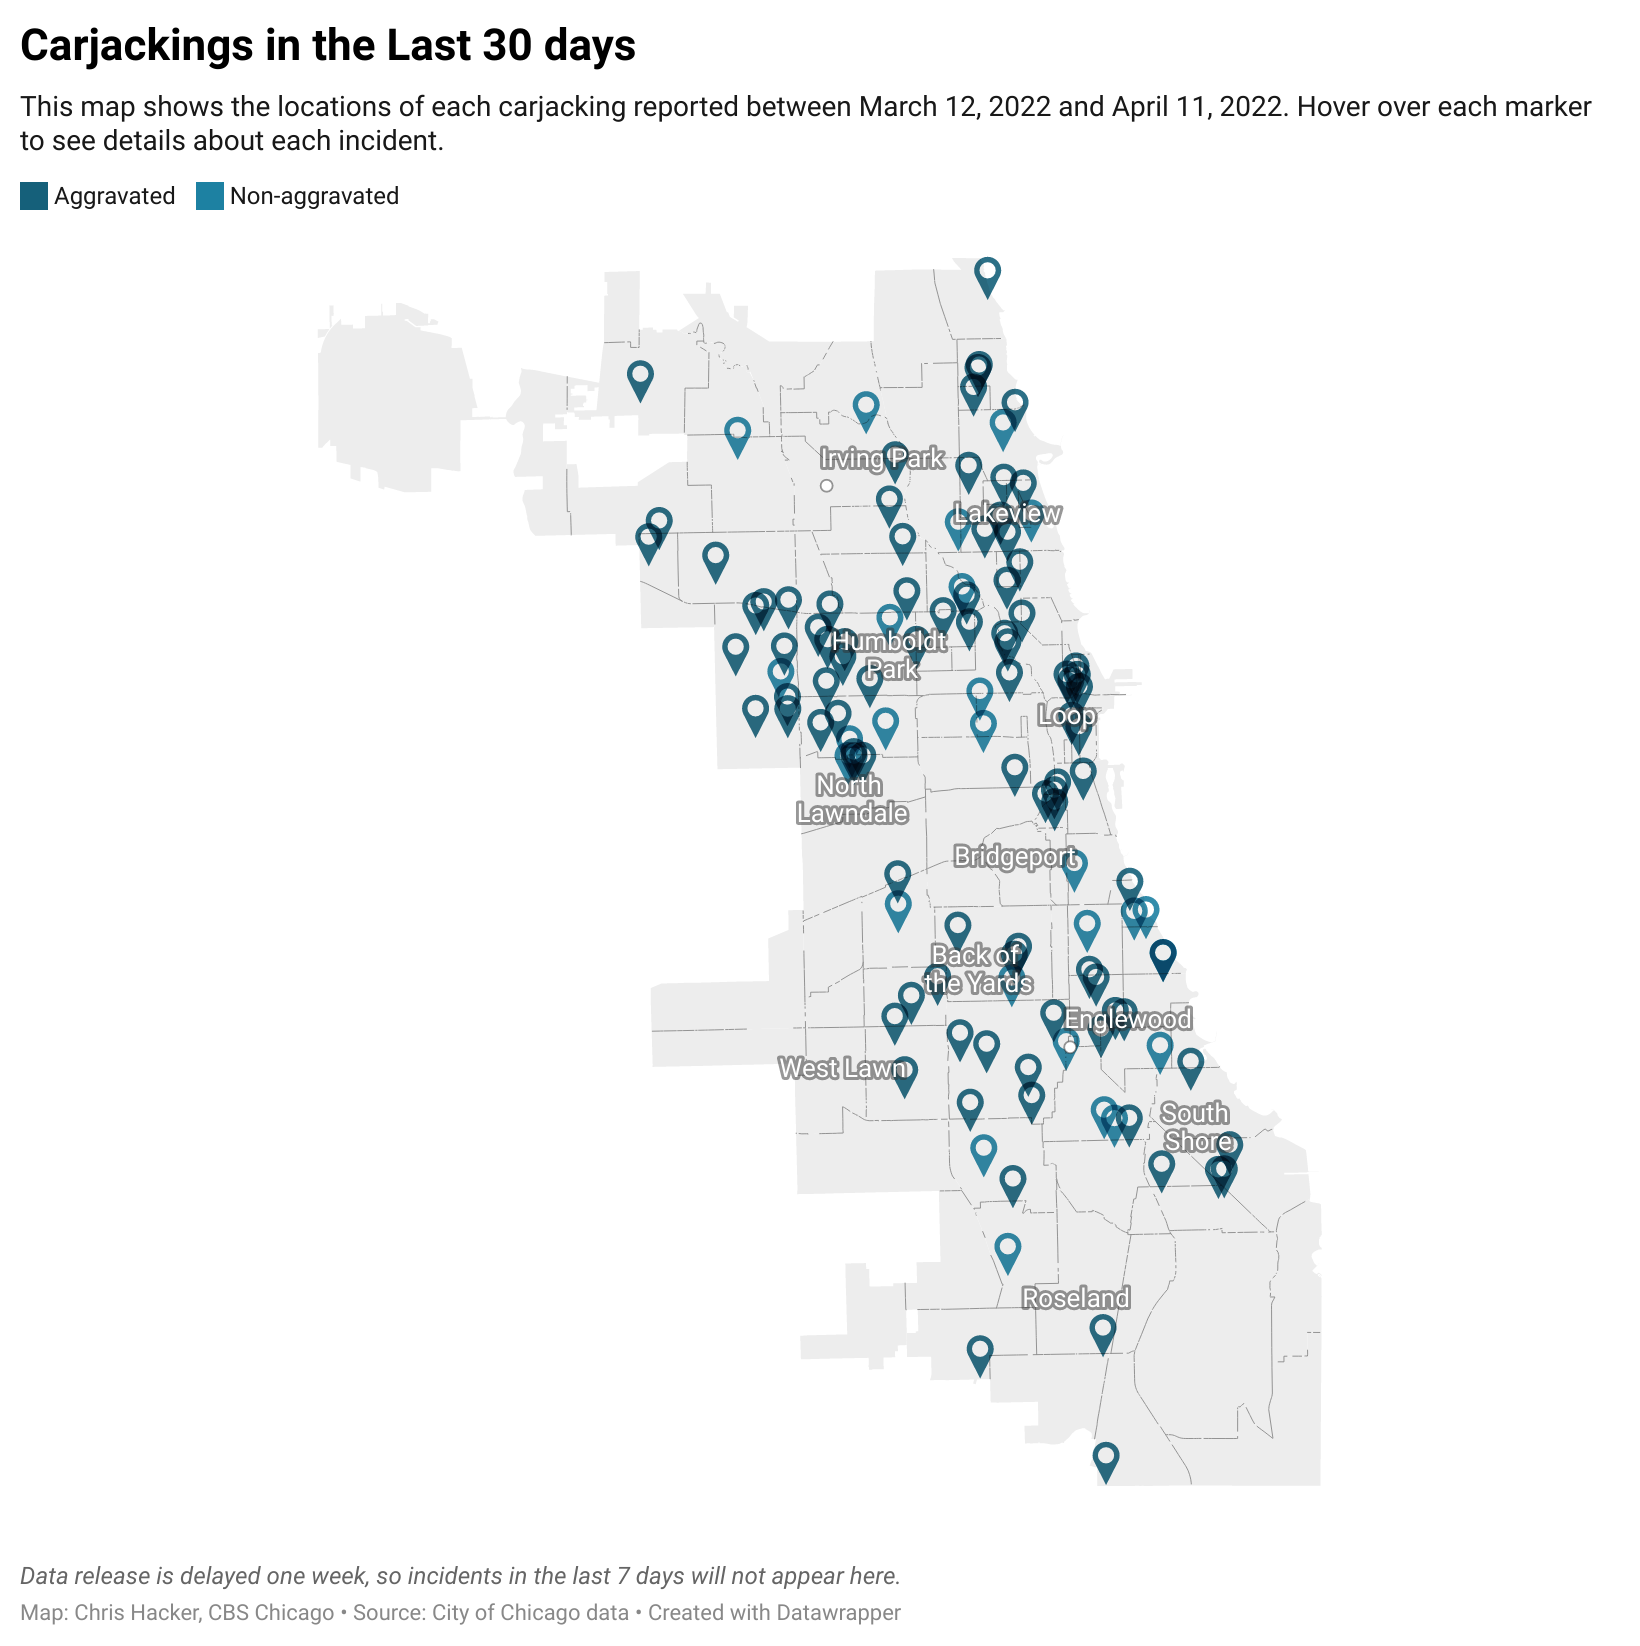 Carjackings in the Last 30 days
This map shows the locations of each carjacking reported between March 12, 2022 and April 11, 2022. Hover over each marker
to see details about each incident.
Aggravated Non-aggravated
Irving Park
Lakeview
Humboldt
Park
Loop
North
Lawndale
Bridgeport
Back of
the Yards
Englewood
West Lawn
South
Shore
Roseland
Data release is delayed one week, so incidents in the last 7 days will not appear here.
Map: Chris Hacker, CBS Chicago • Source: City of Chicago data • Created with Datawrapper